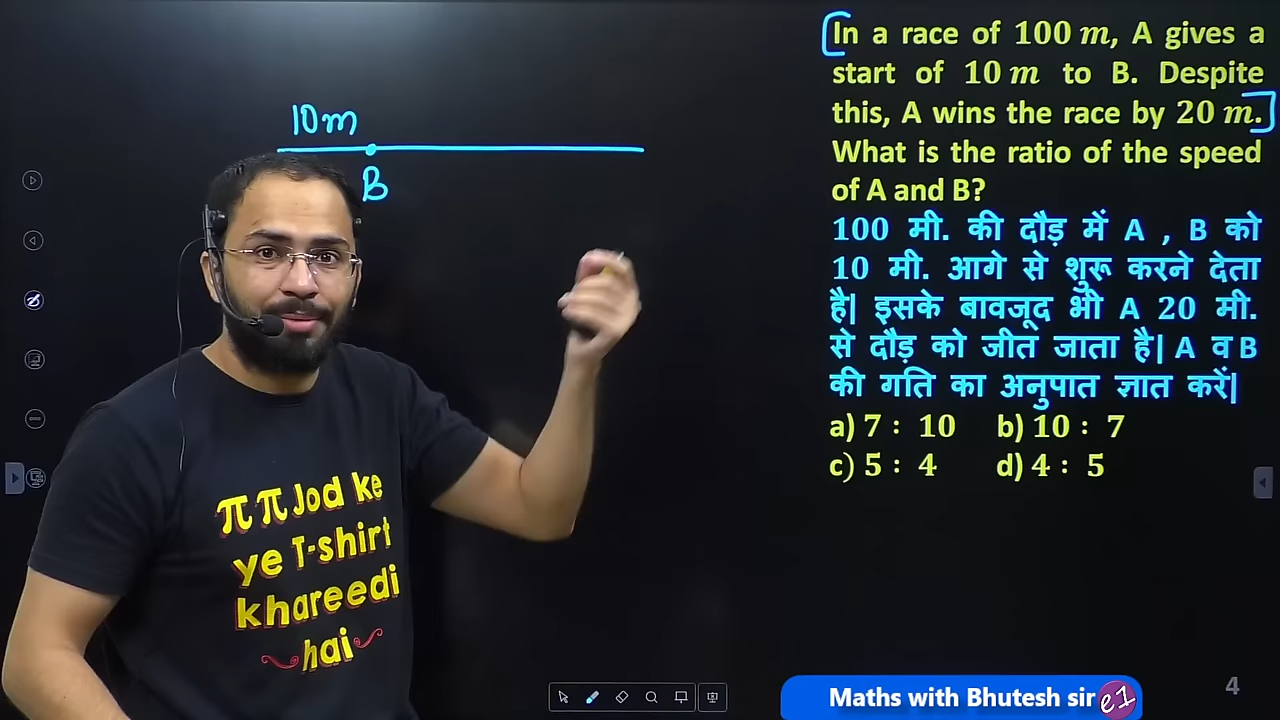 In a race of 100 m, A gives a
start of 10 m to B. Despite
this, A wins the race by 20 m.
What is the ratio of the speed
of A and B?
100 मी. की दौड़ में A , B को
10 मी. आगे से शुरू करने देता
है| इसके बावजूद भी A 20 मी.
से दौड़ को जीत जाता है| A व B
की गति का अनुपात ज्ञात करें|
a) 7 : 10 b) 10 : 7
c) 5 : 4 d) 4 : 5
10m
B
ππ Jod ke
ye T-shirt
khareedi
hai
Maths with Bhutesh sir e1
4